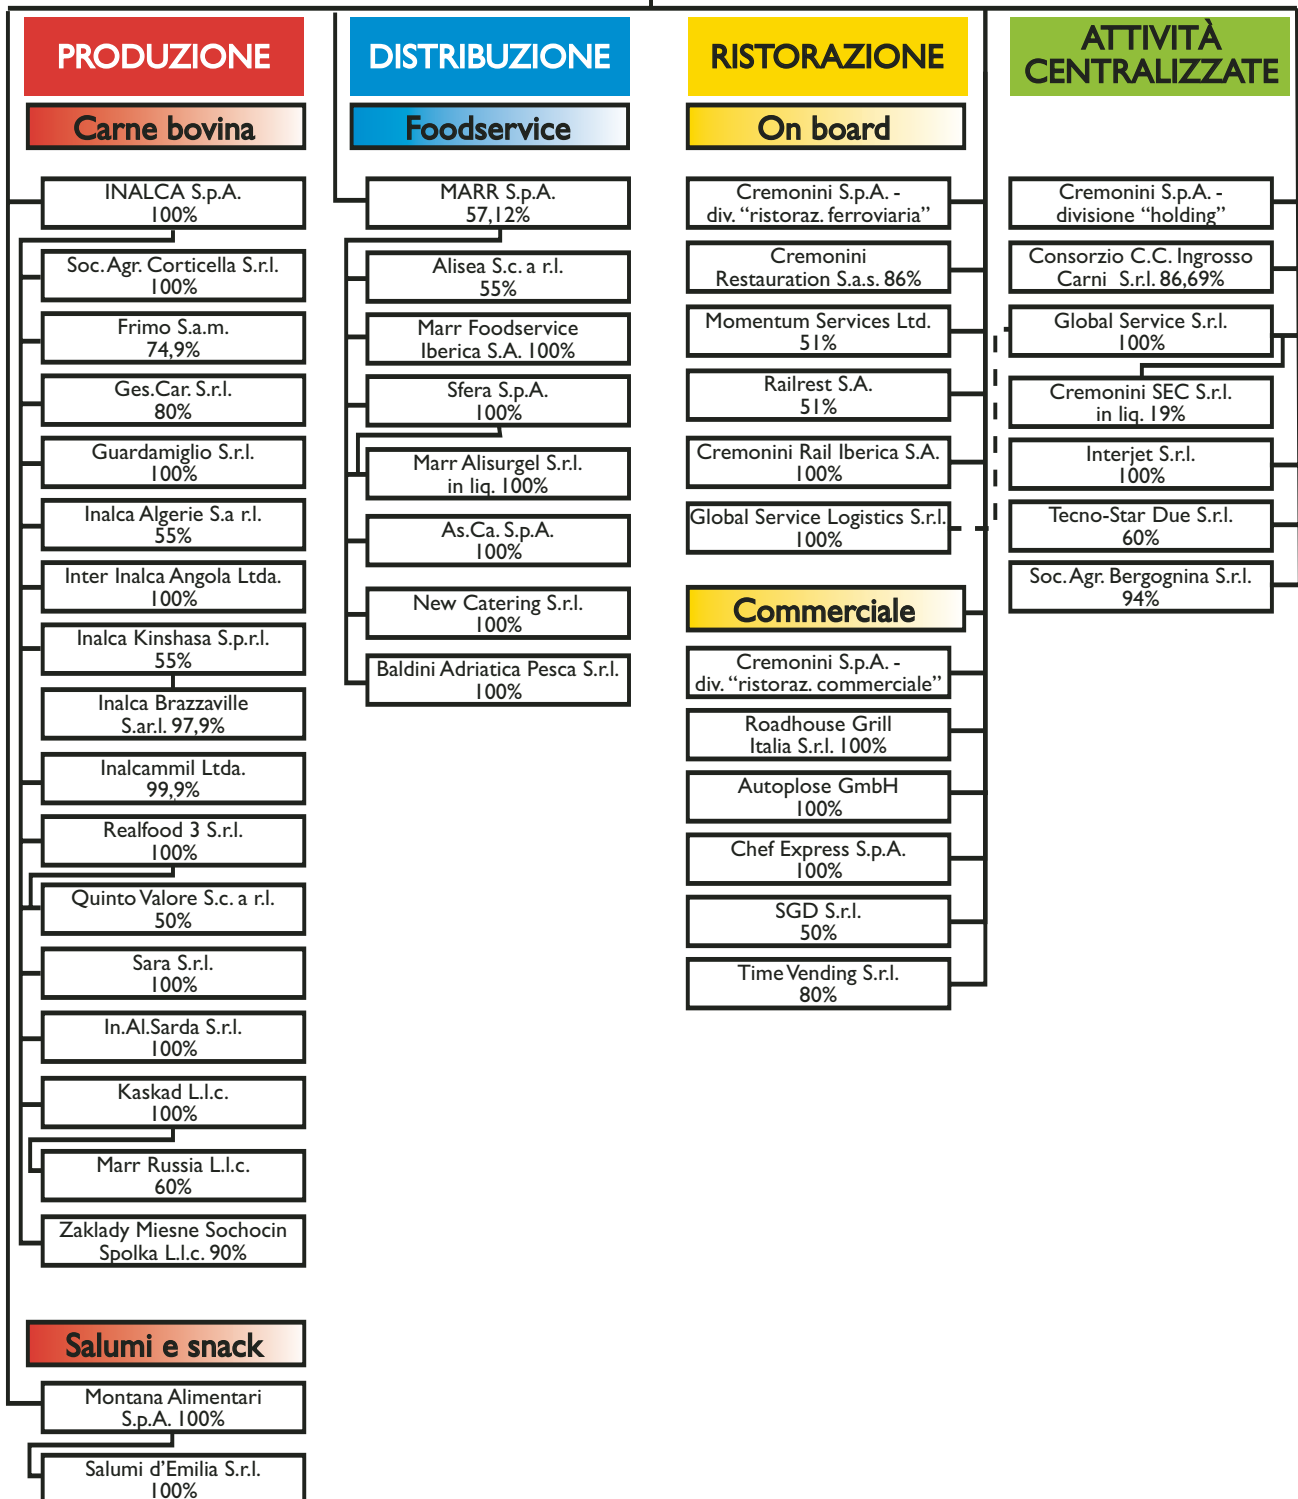 PRODUZIONE
Carne bovina
INALCA S.p.A.
100%
Soc. Agr. Corticella S.r.l.
100%
Frimo S.a.m.
74,9%
Ges.Car. S.r.l.
80%
Guardamiglio S.r.l.
100%
Inalca Algerie S.a r.l.
55%
Inter Inalca Angola Ltda.
100%
Inalca Kinshasa S.p.r.l.
55%
Inalca Brazzaville
S.ar.l. 97,9%
Inalcammil Ltda.
99,9%
Realfood 3 S.r.l.
100%
Quinto Valore S.c. a r.l.
50%
Sara S.r.l.
100%
In.Al.Sarda S.r.l.
100%
Kaskad L.l.c.
100%
Marr Russia L.l.c.
60%
Zaklady Miesne Sochocin
Spolka L.l.c. 90%
Salumi e snack
Montana Alimentari
S.p.A. 100%
Salumi d’Emilia S.r.l.
100%
DISTRIBUZIONE
Foodservice
MARR S.p.A.
57,12%
Alisea S.c. a r.l.
55%
Marr Foodservice
Iberica S.A. 100%
Sfera S.p.A.
100%
Marr Alisurgel S.r.l.
in liq. 100%
As.Ca. S.p.A.
100%
New Catering S.r.l.
100%
Baldini Adriatica Pesca S.r.l.
100%
RISTORAZIONE
On board
Cremonini S.p.A. -
div. “ristoraz. ferroviaria”
Cremonini
Restauration S.a.s. 86%
Momentum Services Ltd.
51%
Railrest S.A.
51%
Cremonini Rail Iberica S.A.
100%
Global Service Logistics S.r.l.
100%
Commerciale
Cremonini S.p.A. -
div. “ristoraz. commerciale”
Roadhouse Grill
Italia S.r.l. 100%
Autoplose GmbH
100%
Chef Express S.p.A.
100%
SGD S.r.l.
50%
Time Vending S.r.l.
80%
ATTIVITÀ
CENTRALIZZATE
Cremonini S.p.A. -
divisione “holding”
Consorzio C.C. Ingrosso
Carni S.r.l. 86,69%
Global Service S.r.l.
100%
Cremonini SEC S.r.l.
in liq. 19%
Interjet S.r.l.
100%
Tecno-Star Due S.r.l.
60%
Soc. Agr. Bergognina S.r.l.
94%